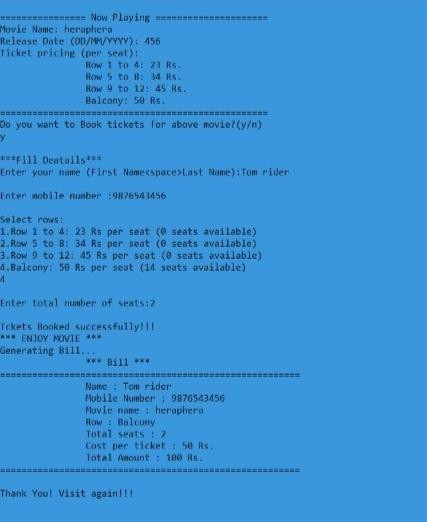 ================ Now Playing =====================
Movie Name: heraphera
Release Date (DD/MM/YYYY): 456
Ticket pricing (per seat):
Row 1 to 4: 23 Rs.
Row 5 to 8: 34 Rs.
Row 9 to 12: 45 Rs.
Balcony: 50 Rs.
==================================================
Do you want to Book tickets for above movie?(y/n)
y
***Fill Deatails***
Enter your name (First Name<space>Last Name):Tom rider
Enter mobile number :9876543456
Select rows:
1.Row 1 to 4: 23 Rs per seat (0 seats available)
2.Row 5 to 8: 34 Rs per seat (0 seats available)
3.Row 9 to 12: 45 Rs per seat (0 seats available)
4.Balcony: 50 Rs per seat (14 seats available)
4
Enter total number of seats:2
Tckets Booked successfully!!!
*** ENJOY MOVIE ***
Generating Bill...
*** Bill ***
========================================================
Name : Tom rider
Mobile Number : 9876543456
Movie name : heraphera
Row : Balcony
Total seats : 2
Cost per ticket : 50 Rs.
Total Amount : 100 Rs.
========================================================
Thank You! Visit again!!!